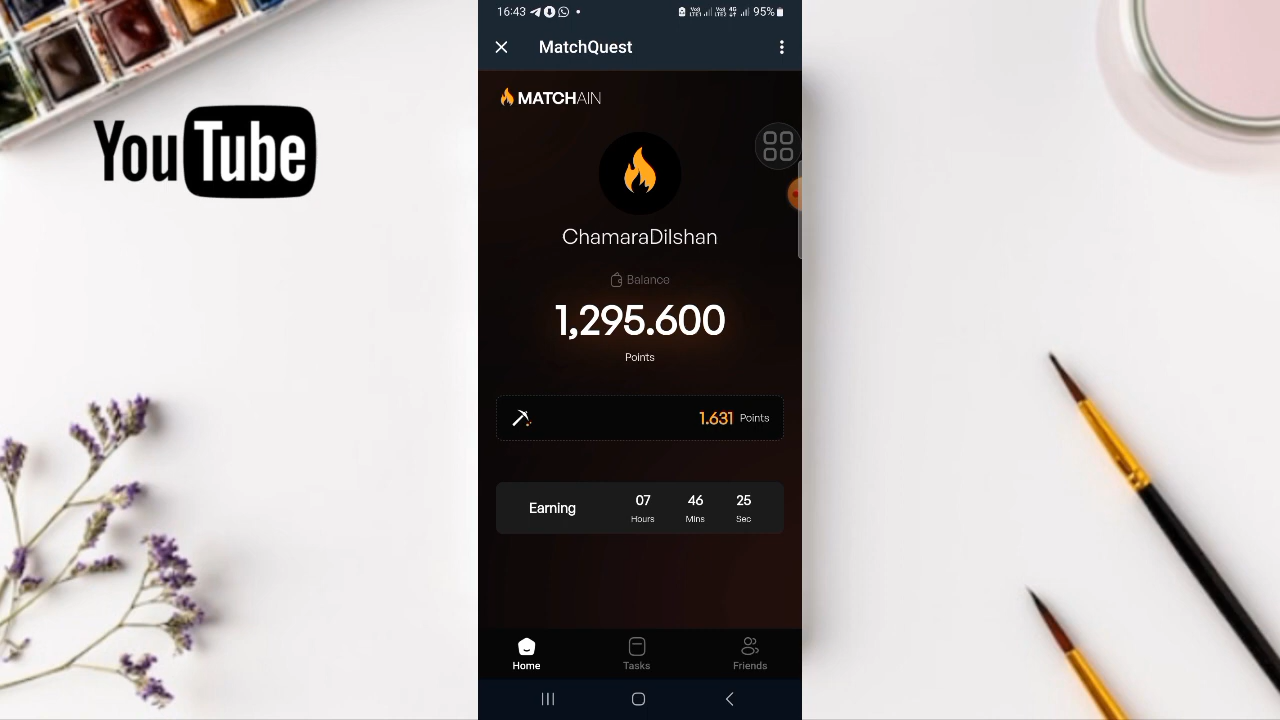 YouTube
16:43 95%
MatchQuest
MATCHAIN
ChamaraDilshan
Balance
1,295.600
Points
1.631 Points
Earning 07 Hours 46 Mins 25 Sec
Home Tasks Friends